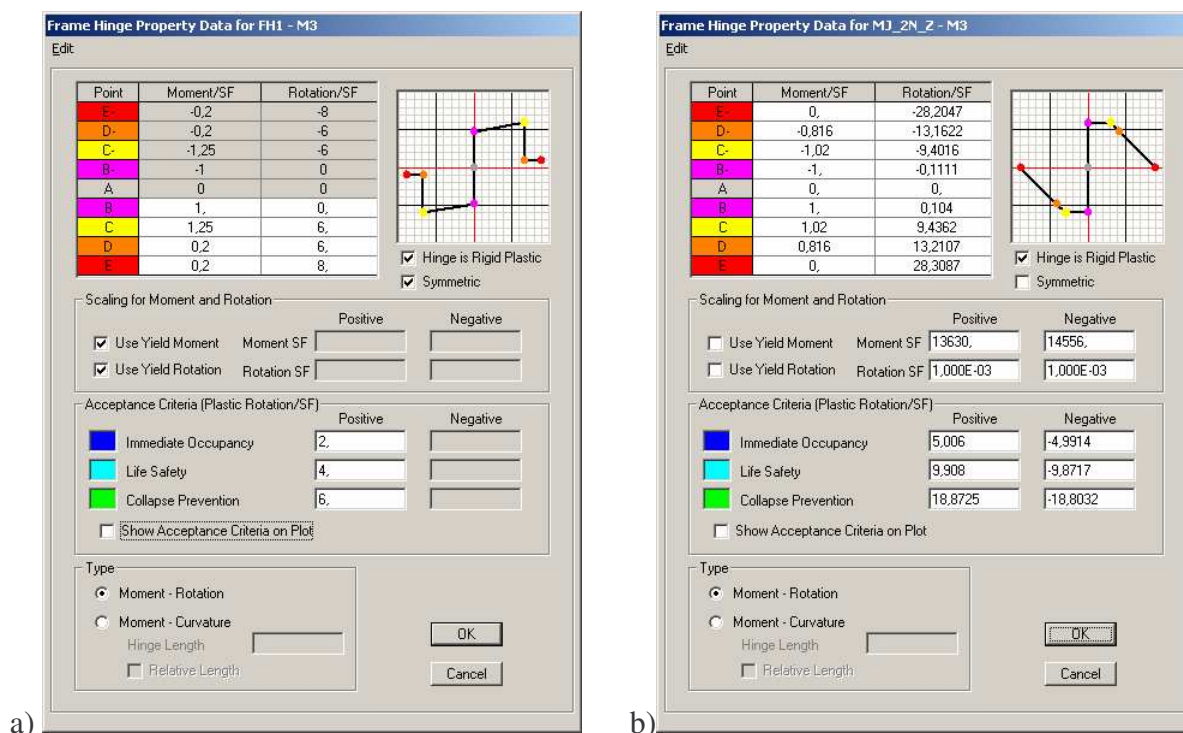 Frame Hinge Property Data for FH1 - M3
Edit
Point Moment/SF Rotation/SF
E- -0,2 -8
D- -0,2 -6
C- -1,25 -6
B- -1 0
A 0 0
B 1, 0,
C 1,25 6,
D 0,2 6,
E 0,2 8,
Hinge is Rigid Plastic
Symmetric
Scaling for Moment and Rotation
Positive Negative
Use Yield Moment Moment SF
Use Yield Rotation Rotation SF
Acceptance Criteria (Plastic Rotation/SF)
Positive Negative
Immediate Occupancy 2,
Life Safety 4,
Collapse Prevention 6,
Show Acceptance Criteria on Plot
Type
Moment - Rotation
Moment - Curvature
Hinge Length
Relative Length
OK
Cancel
a)
Frame Hinge Property Data for MJ_2N_Z - M3
Edit
Point Moment/SF Rotation/SF
E- 0, -28,2047
D- -0,816 -13,1622
C- -1,02 -9,4016
B- -1, -0,1111
A 0, 0,
B 1, 0,104
C 1,02 9,4362
D 0,816 13,2107
E 0, 28,3087
Hinge is Rigid Plastic
Symmetric
Scaling for Moment and Rotation
Positive Negative
Use Yield Moment Moment SF 13630, 14556,
Use Yield Rotation Rotation SF 1,000E-03 1,000E-03
Acceptance Criteria (Plastic Rotation/SF)
Positive Negative
Immediate Occupancy 5,006 -4,9914
Life Safety 9,908 -9,8717
Collapse Prevention 18,8725 -18,8032
Show Acceptance Criteria on Plot
Type
Moment - Rotation
Moment - Curvature
Hinge Length
Relative Length
OK
Cancel
b)